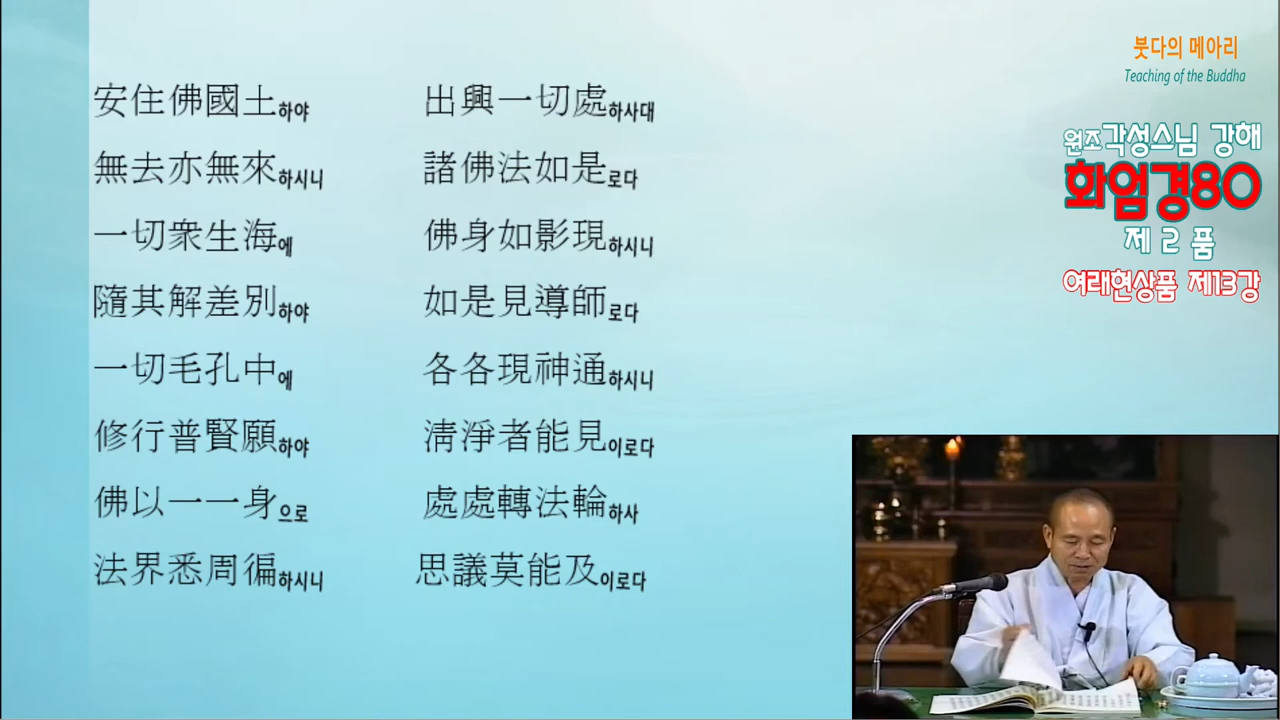 安住佛國土하야 出興一切處하사대
無去亦無來하시니 諸佛法如是로다
一切衆生海에 佛身如影現하시니
隨其解差別하야 如是見導師로다
一切毛孔中에 各各現神通하시니
修行普賢願하야 淸淨者能見이로다
佛以一一身으로 處處轉法輪하사
法界悉周徧하시니 思議莫能及이로다
붓다의 메아리
Teaching of the Buddha
원조각성스님 강해
화엄경80
제2품
여래현상품 제13강